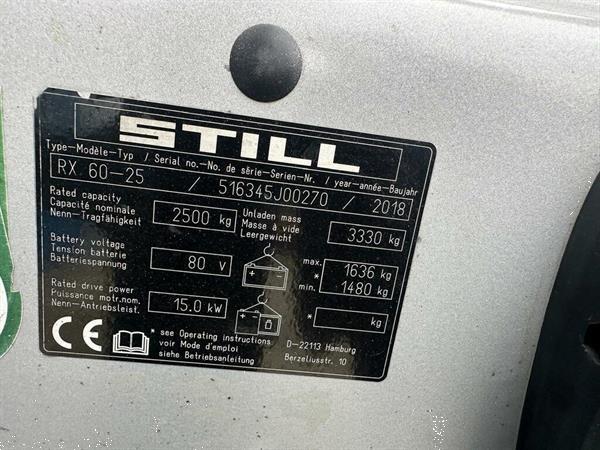 STILL
Type-Modèle-Typ / Serial no.-No. de série-Serien-Nr. / year-année-Baujahr
RX 60-25 / 516345J00270 / 2018
Rated capacity
Capacité nominale
Nenn-Tragfähigkeit
2500 kg
Unladen mass
Masse à vide
Leergewicht
3330 kg
Battery voltage
Tension batterie
Batteriespannung
80 V
max. 1636 kg
*
min. 1480 kg
Rated drive power
Puissance motr.nom.
Nenn-Antriebsleist.
15.0 kW
* kg
CE
* see Operating instructions
voir Mode d'emploi
siehe Betriebsanleitung
D-22113 Hamburg
Berzeliusstr. 10